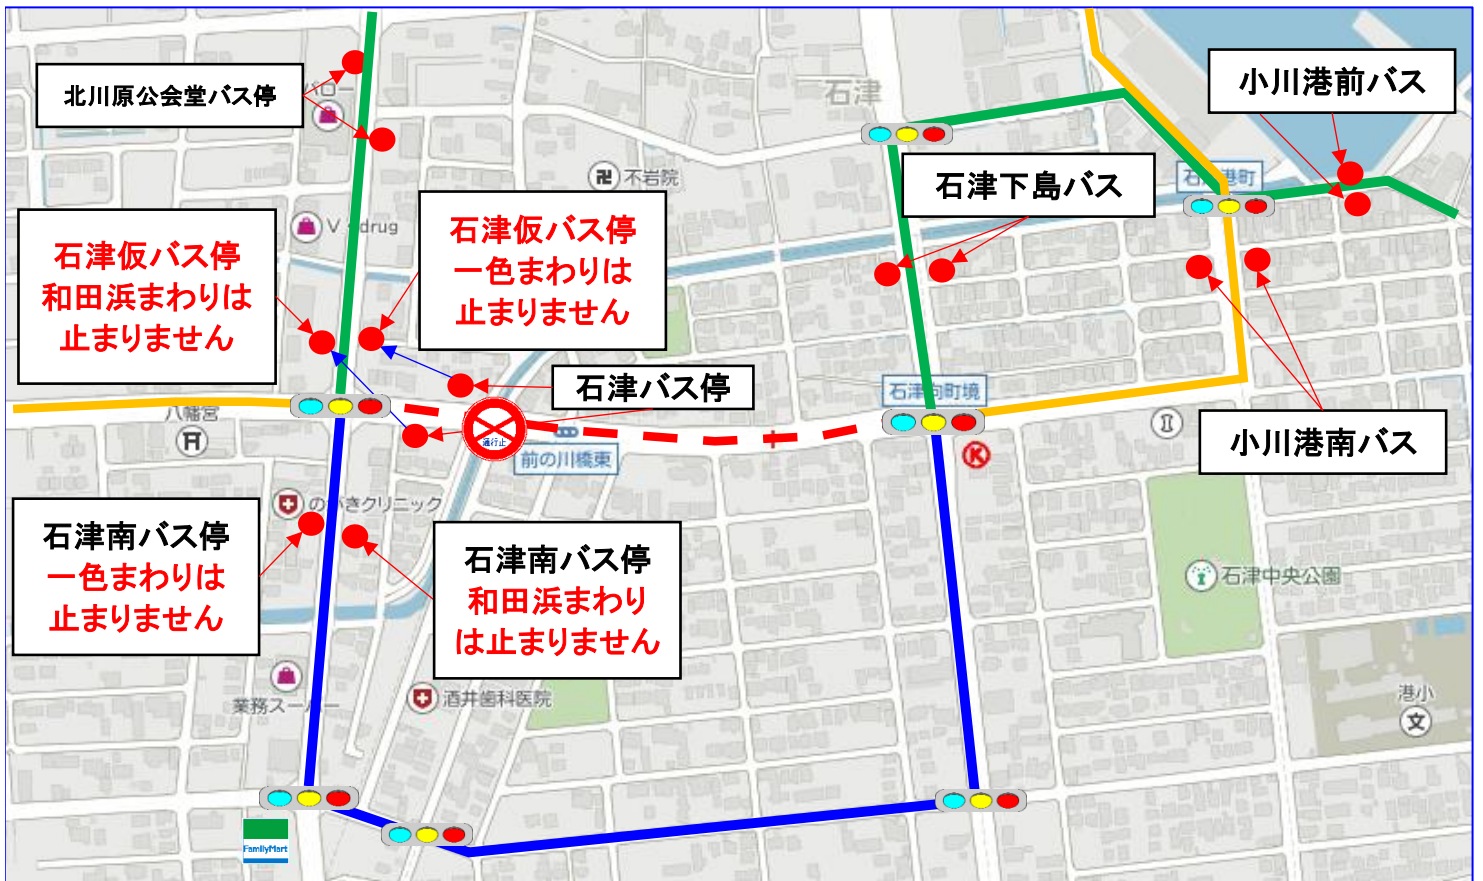 北川原公会堂バス停
バロー
石津
小川港前バス
不岩院
石津下島バス
V
drug
石津仮バス停
和田浜まわりは
止まりません
石津仮バス停
一色まわりは
止まりません
石津バス停
石津向町境
八幡宮
通行止
前の川橋東
小川港南バス
石津南バス停
一色まわりは
止まりません
石津南バス停
和田浜まわり
は止まりません
石津中央公園
業務スーパー
酒井歯科医院
港小
文
FamilyMart